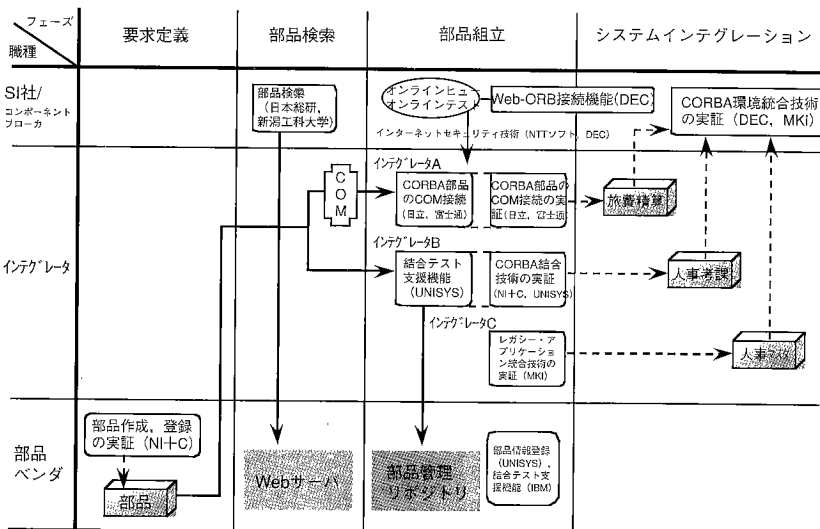 フェーズ
職種
要求定義
部品検索
部品組立
システムインテグレーション
SI社/
コンポーネント
ブローカ
部品検索
(日本総研,
新潟工科大学)
オンラインヒュー
オンラインテスト
Web-ORB接続機能(DEC)
インターネットセキュリティ技術(NTTソフト, DEC)
CORBA環境統合技術
の実証(DEC, MKi)
インテグレータ
COM
インテグレータA
CORBA部品
のCOM接続
(日立, 富士通)
CORBA部品の
COM接続の実
証(日立, 富士通)
旅費精算
インテグレータB
結合テスト
支援機能
(UNISYS)
CORBA結合
技術の実証
(NI+C, UNISYS)
人事考課
インテグレータC
レガシー・ア
プリケーショ
ン統合技術の
実証(MKI)
人事マスタ
部品
ベンダ
部品作成, 登録
の実証(NI+C)
部品
Webサーバ
部品管理
リポジトリ
部品情報登録
(UNISYS),
結合テスト支
援機能(IBM)